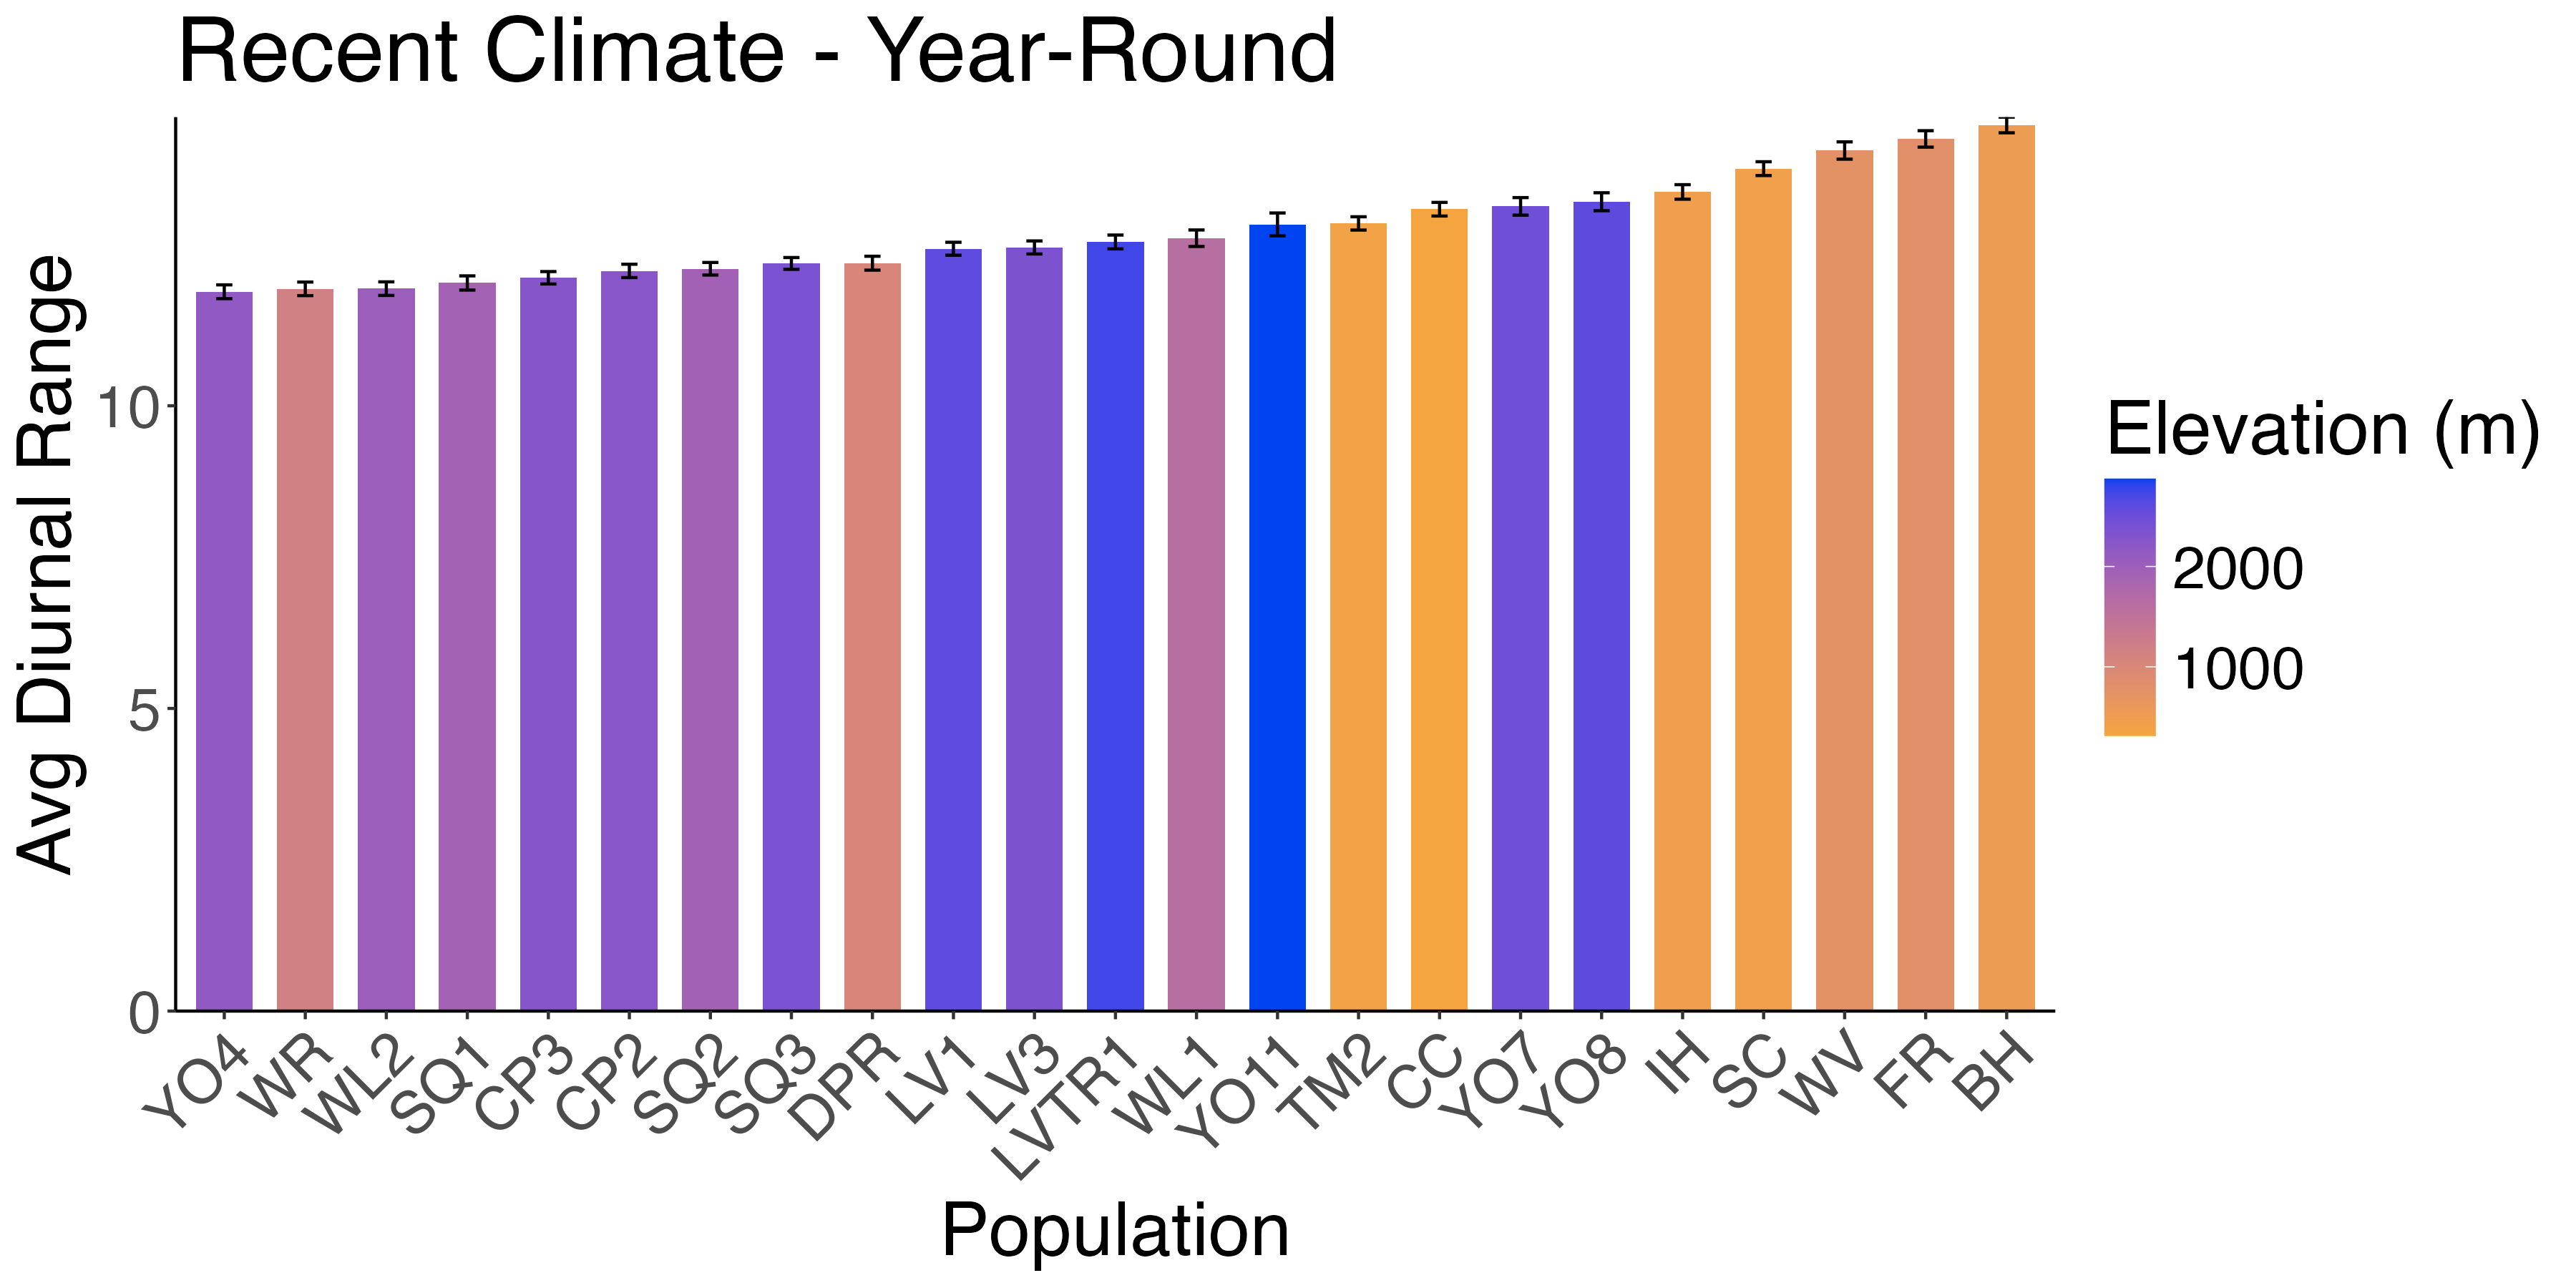 Recent Climate - Year-Round
Avg Diurnal Range
10
5
0
YO4
WR
WL2
SQ1
CP3
CP2
SQ2
SQ3
DPR
LV1
LV3
LVTR1
WL1
YO11
TM2
CC
YO7
YO8
IH
SC
WV
FR
BH
Population
Elevation (m)
2000
1000